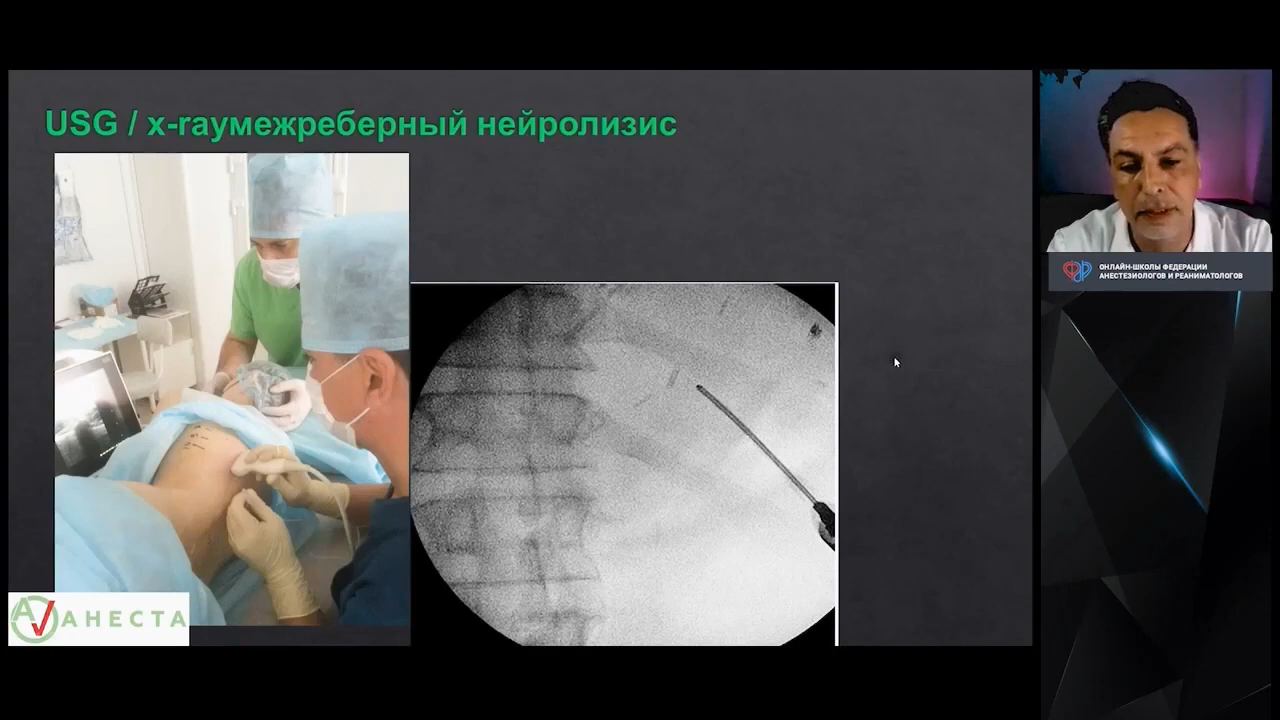 USG / x-rayмежреберный нейролизис
ОНЛАЙН-ШКОЛЫ ФЕДЕРАЦИИ
АНЕСТЕЗИОЛОГОВ И РЕАНИМАТОЛОГОВ
АНЕСТА